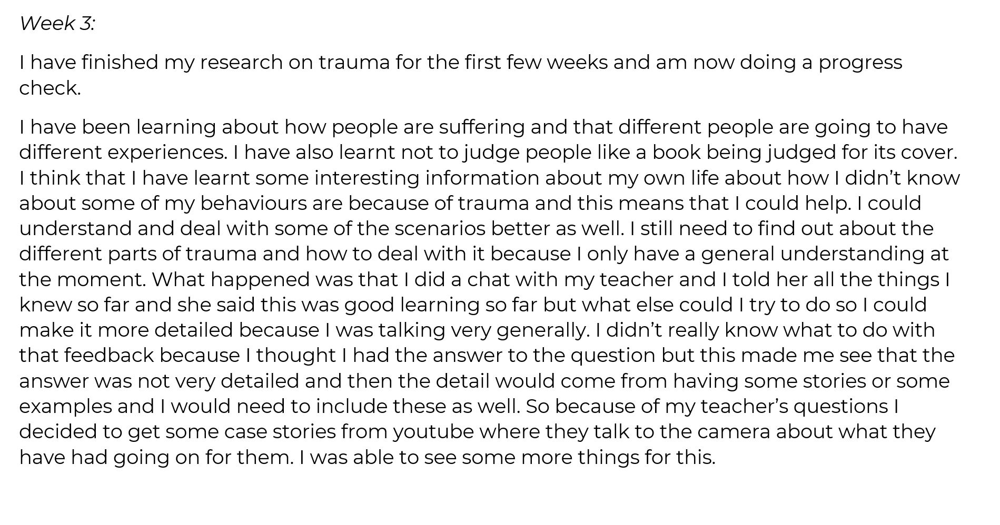 Week 3:
I have finished my research on trauma for the first few weeks and am now doing a progress
check.
I have been learning about how people are suffering and that different people are going to have
different experiences. I have also learnt not to judge people like a book being judged for its cover.
I think that I have learnt some interesting information about my own life about how I didn’t know
about some of my behaviours are because of trauma and this means that I could help. I could
understand and deal with some of the scenarios better as well. I still need to find out about the
different parts of trauma and how to deal with it because I only have a general understanding at
the moment. What happened was that I did a chat with my teacher and I told her all the things I
knew so far and she said this was good learning so far but what else could I try to do so I could
make it more detailed because I was talking very generally. I didn’t really know what to do with
that feedback because I thought I had the answer to the question but this made me see that the
answer was not very detailed and then the detail would come from having some stories or some
examples and I would need to include these as well. So because of my teacher’s questions I
decided to get some case stories from youtube where they talk to the camera about what they
have had going on for them. I was able to see some more things for this.